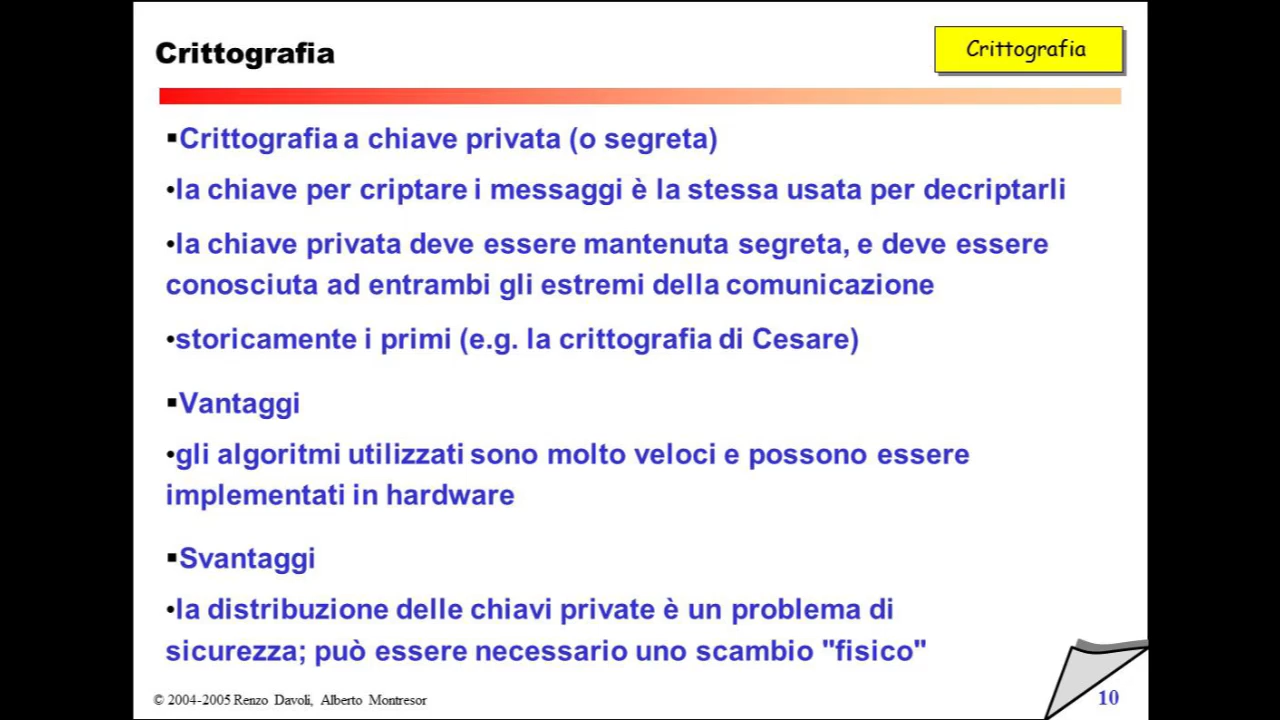 Crittografia
Crittografia
▪Crittografia a chiave privata (o segreta)
•la chiave per criptare i messaggi è la stessa usata per decriptarli
•la chiave privata deve essere mantenuta segreta, e deve essere
conosciuta ad entrambi gli estremi della comunicazione
•storicamente i primi (e.g. la crittografia di Cesare)
▪Vantaggi
•gli algoritmi utilizzati sono molto veloci e possono essere
implementati in hardware
▪Svantaggi
•la distribuzione delle chiavi private è un problema di
sicurezza; può essere necessario uno scambio "fisico"
© 2004-2005 Renzo Davoli, Alberto Montresor
10